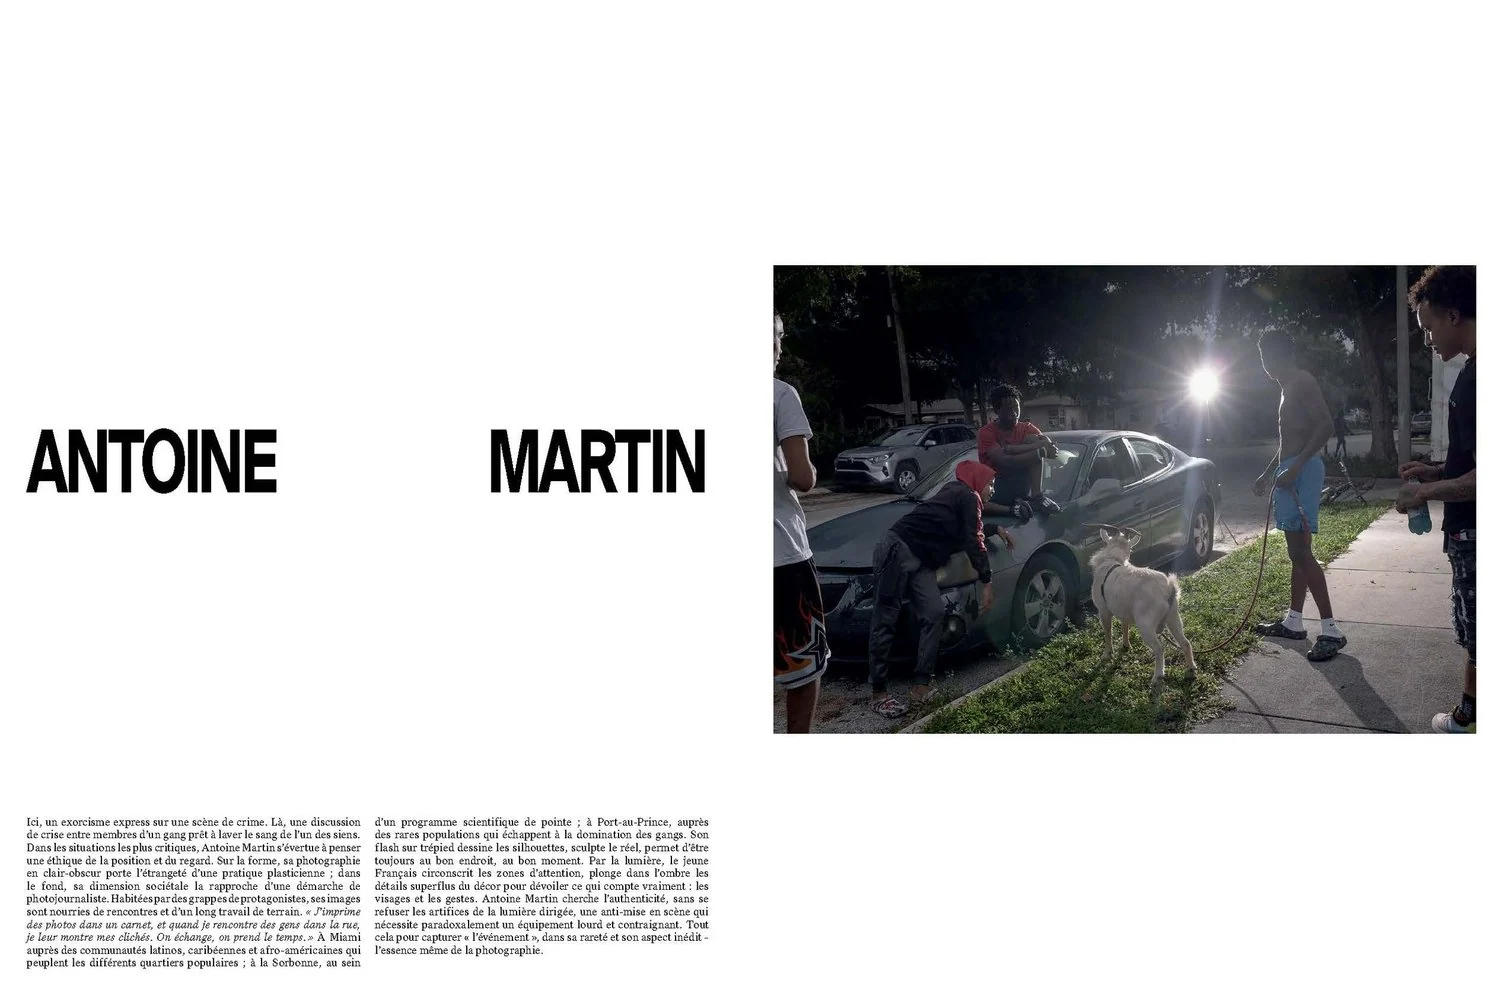 ANTOINE MARTIN
Ici, un exorcisme express sur une scène de crime. Là, une discussion
de crise entre membres d'un gang prêt à laver le sang de l'un des siens.
Dans les situations les plus critiques, Antoine Martin s'évertue à penser
une éthique de la position et du regard. Sur la forme, sa photographie
en clair-obscur porte l'étrangeté d'une pratique plasticienne ; dans
le fond, sa dimension sociétale la rapproche d'une démarche de
photojournaliste. Habitées par des grappes de protagonistes, ses images
sont nourries de rencontres et d'un long travail de terrain. « J'imprime
des photos dans un carnet, et quand je rencontre des gens dans la rue,
je leur montre mes clichés. On échange, on prend le temps. » À Miami
auprès des communautés latinos, caribéennes et afro-américaines qui
peuplent les différents quartiers populaires ; à la Sorbonne, au sein
d'un programme scientifique de pointe ; à Port-au-Prince, auprès
des rares populations qui échappent à la domination des gangs. Son
flash sur trépied dessine les silhouettes, sculpte le réel, permet d'être
toujours au bon endroit, au bon moment. Par la lumière, le jeune
Français circonscrit les zones d'attention, plonge dans l'ombre les
détails superflus du décor pour dévoiler ce qui compte vraiment : les
visages et les gestes. Antoine Martin cherche l'authenticité, sans se
refuser les artifices de la lumière dirigée, une anti-mise en scène qui
nécessite paradoxalement un équipement lourd et contraignant. Tout
cela pour capturer « l'événement », dans sa rareté et son aspect inédit –
l'essence même de la photographie.